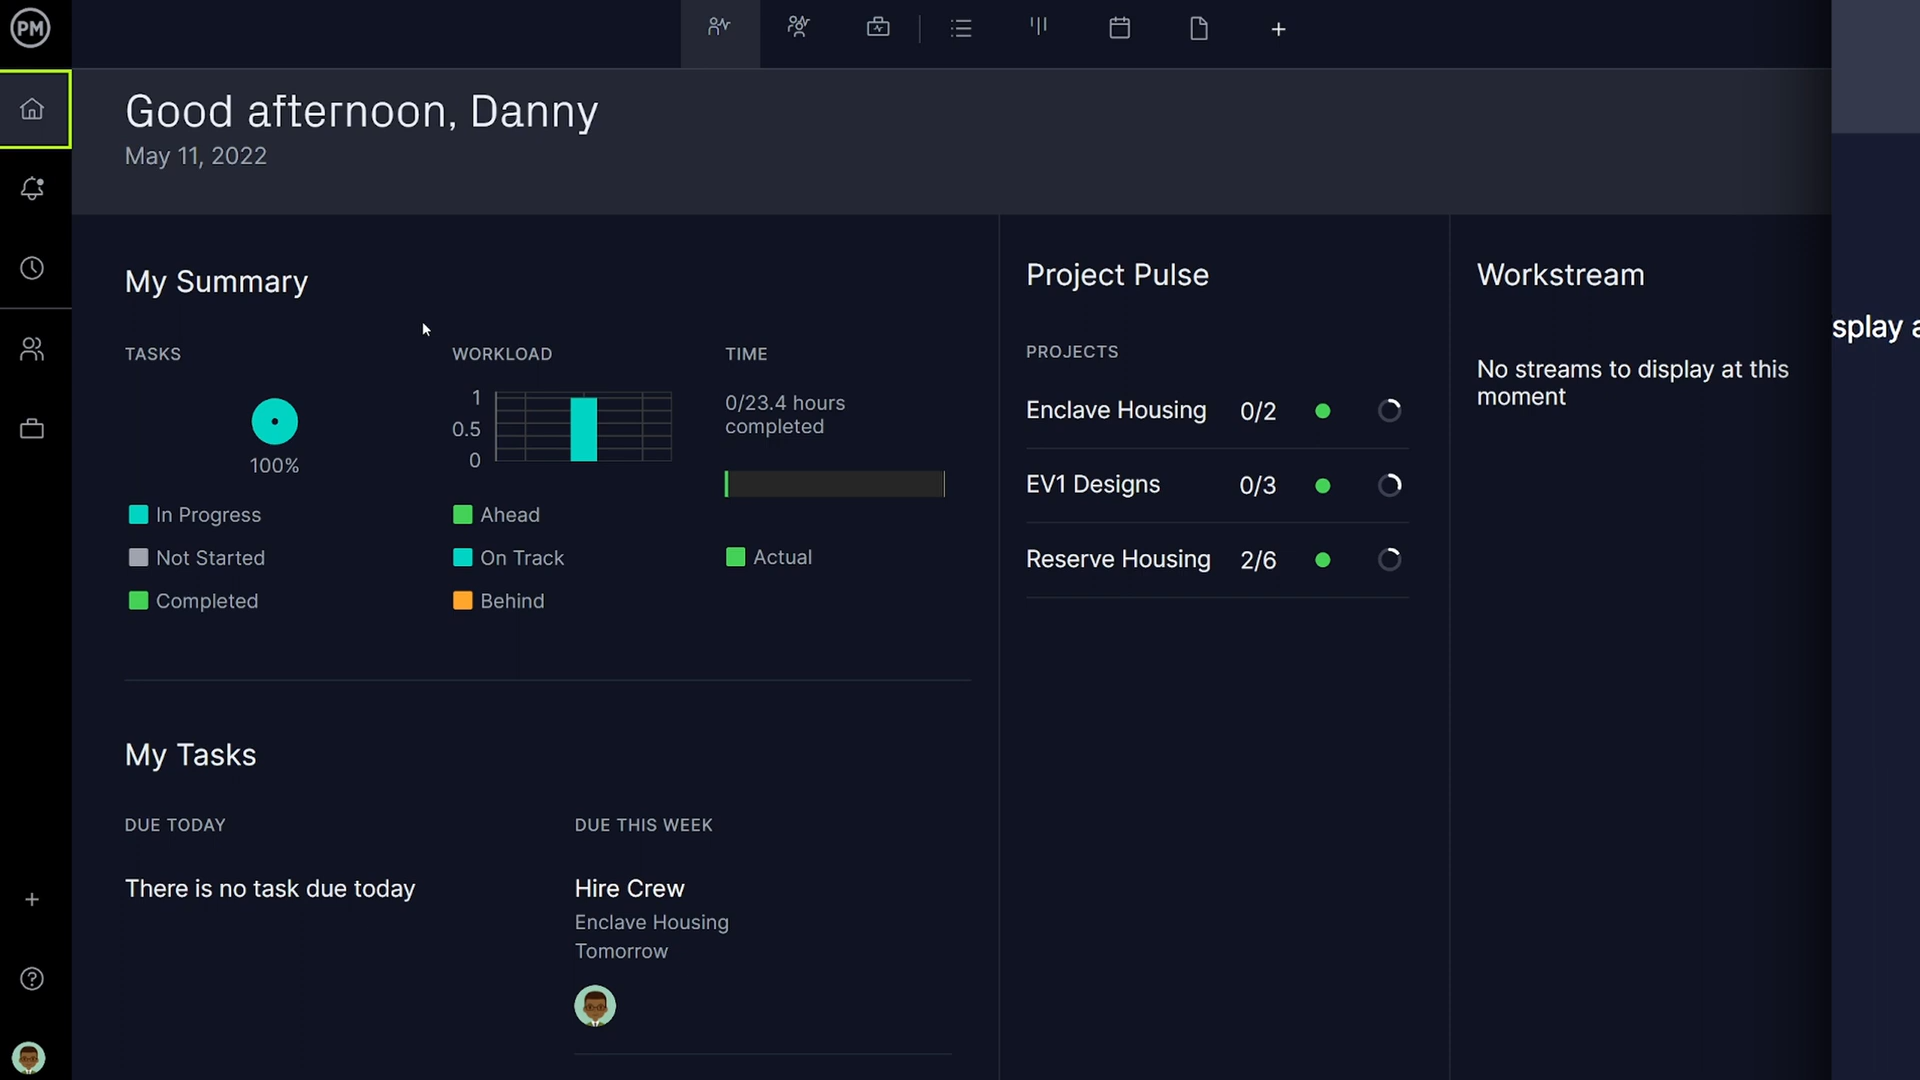 PM
Good afternoon, Danny
May 11, 2022
My Summary
TASKS
100%
In Progress
Not Started
Completed
WORKLOAD
1
0.5
0
Ahead
On Track
Behind
TIME
0/23.4 hours
completed
Actual
My Tasks
DUE TODAY
There is no task due today
DUE THIS WEEK
Hire Crew
Enclave Housing
Tomorrow
Project Pulse
PROJECTS
Enclave Housing 0/2
EV1 Designs 0/3
Reserve Housing 2/6
Workstream
No streams to display at this
moment
splay a